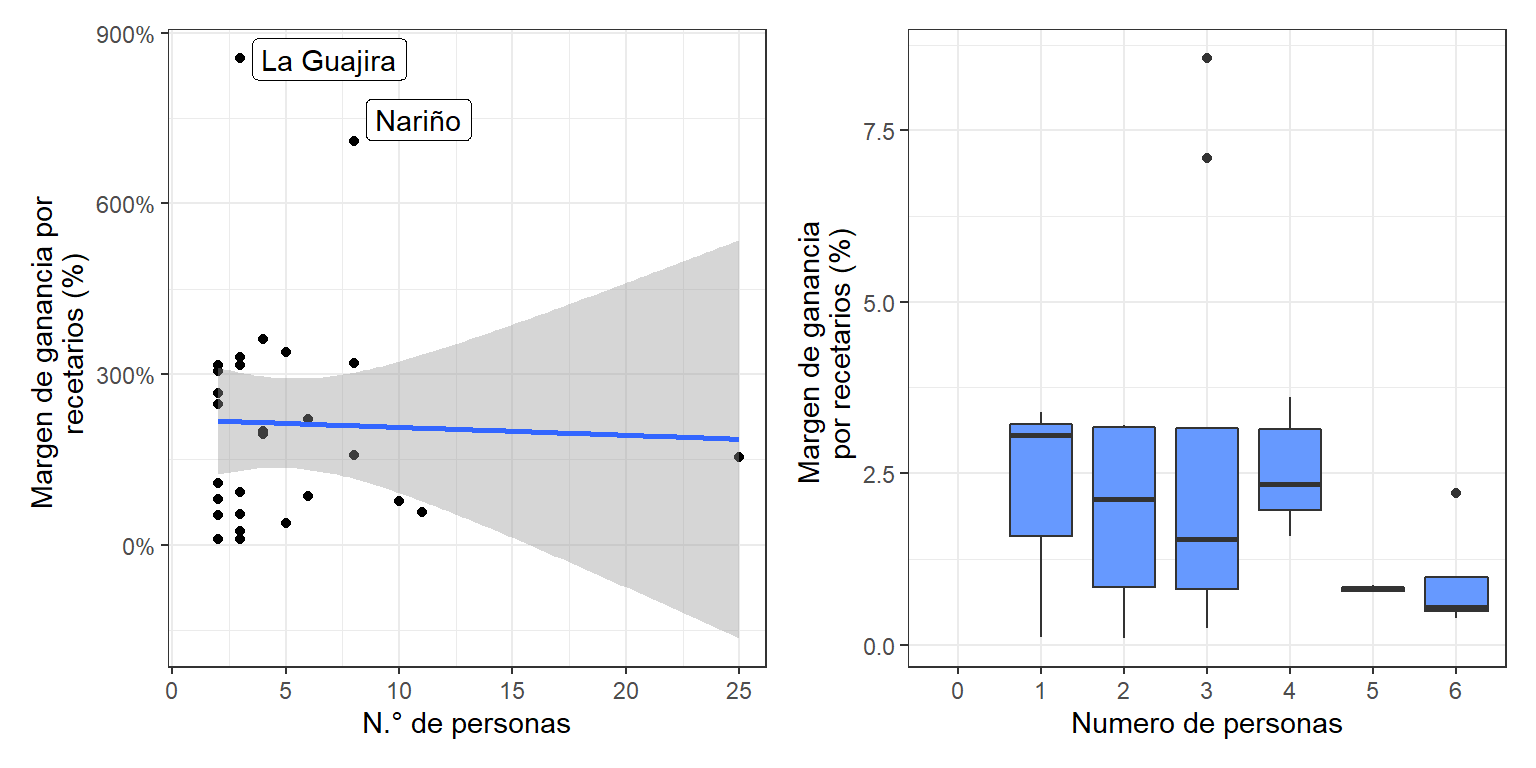 Margen de ganancia por
recetarios (%)
900%
600%
300%
0%
La Guajira
Nariño
0 5 10 15 20 25
N.° de personas
Margen de ganancia
por recetarios (%)
7.5
5.0
2.5
0.0
0 1 2 3 4 5 6
Numero de personas